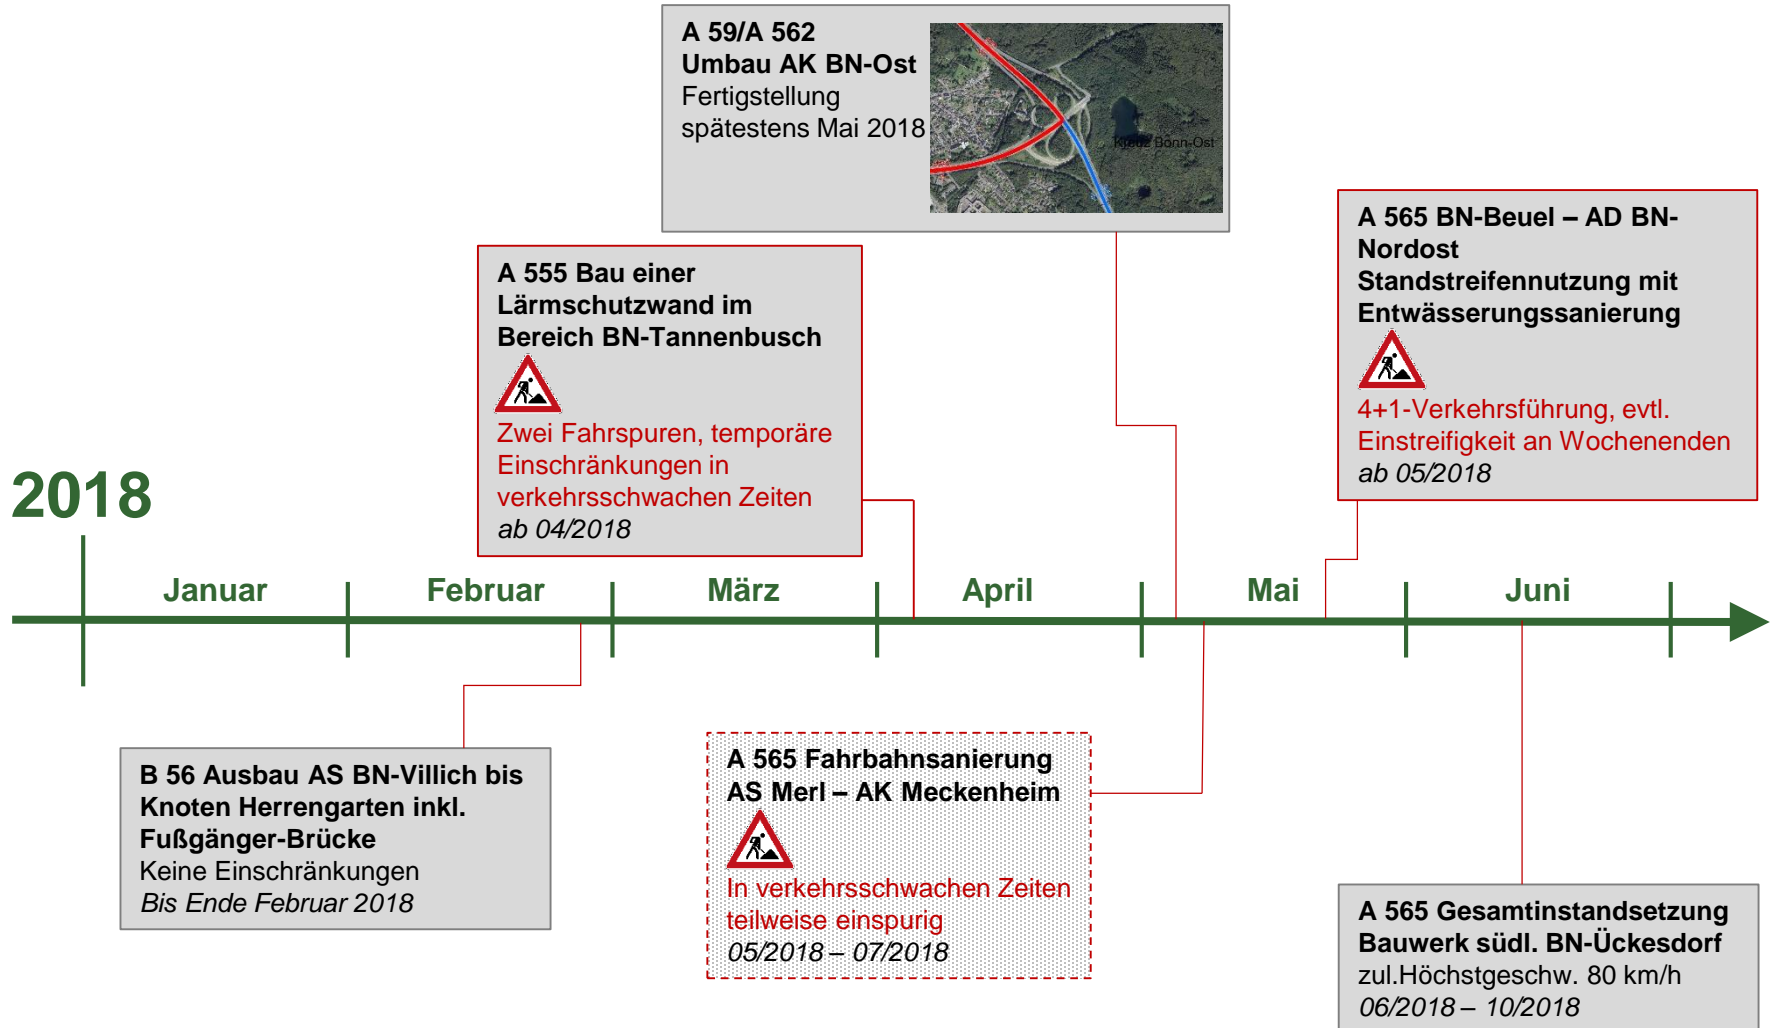 A 59/A 562
Umbau AK BN-Ost
Fertigstellung
spätestens Mai 2018
Kreuz Bonn-Ost
A 565 BN-Beuel – AD BN-
Nordost
Standstreifennutzung mit
Entwässerungssanierung
4+1-Verkehrsführung, evtl.
Einstreifigkeit an Wochenenden
ab 05/2018
A 555 Bau einer
Lärmschutzwand im
Bereich BN-Tannenbusch
Zwei Fahrspuren, temporäre
Einschränkungen in
verkehrsschwachen Zeiten
ab 04/2018
2018
Januar
Februar
März
April
Mai
Juni
B 56 Ausbau AS BN-Villich bis
Knoten Herrengarten inkl.
Fußgänger-Brücke
Keine Einschränkungen
Bis Ende Februar 2018
A 565 Fahrbahnsanierung
AS Merl – AK Meckenheim
In verkehrsschwachen Zeiten
teilweise einspurig
05/2018 – 07/2018
A 565 Gesamtinstandsetzung
Bauwerk südl. BN-Ückesdorf
zul.Höchstgeschw. 80 km/h
06/2018 – 10/2018